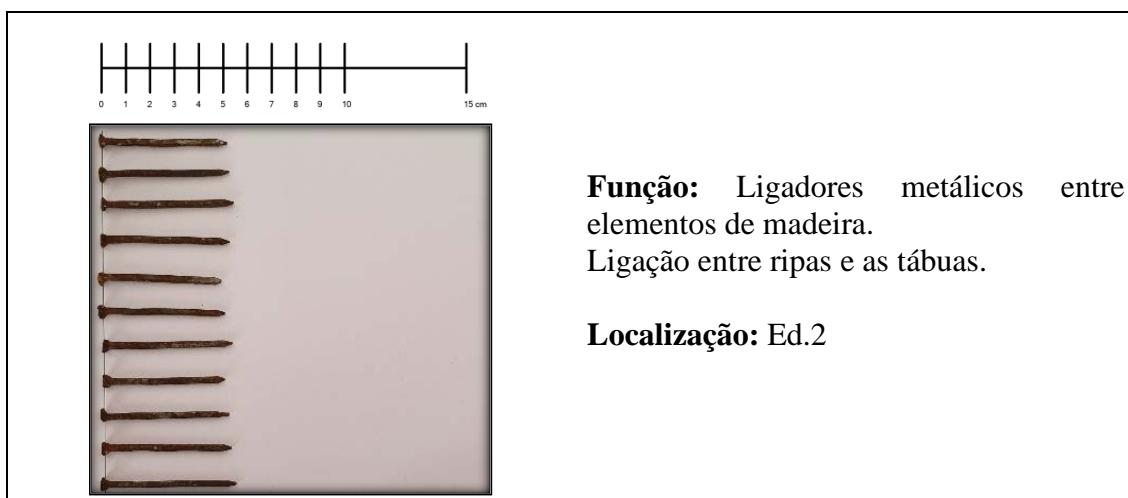 0 1 2 3 4 5 6 7 8 9 10 15 cm
Função: Ligadores metálicos entre
elementos de madeira.
Ligação entre ripas e as tábuas.
Localização: Ed.2